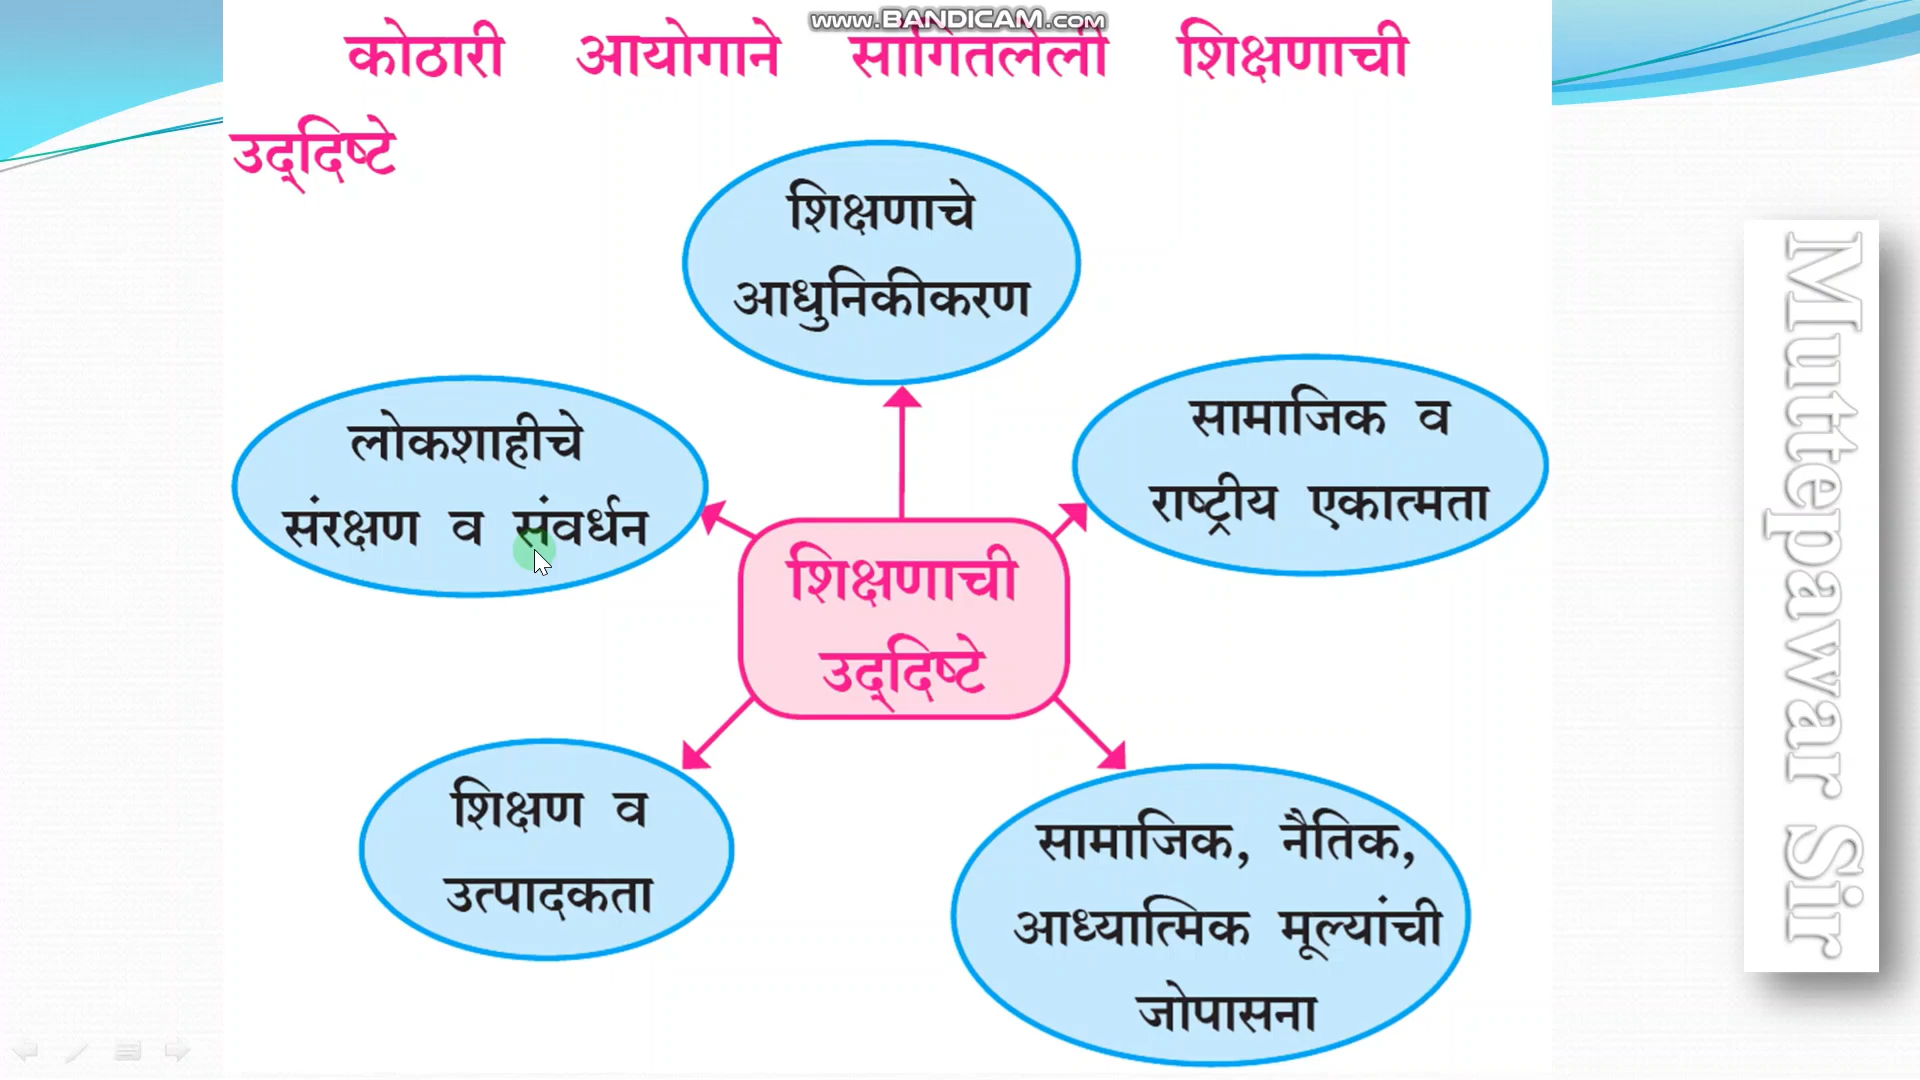 www.BANDICAM.com
कोठारी आयोगाने सांगितलेली शिक्षणाची
उद्‌दिष्टे
शिक्षणाचे
आधुनिकीकरण
लोकशाहीचे
संरक्षण व संवर्धन
सामाजिक व
राष्ट्रीय एकात्मता
शिक्षणाची
उद्‌दिष्टे
शिक्षण व
उत्पादकता
सामाजिक, नैतिक,
आध्यात्मिक मूल्यांची
जोपासना
Muttepawar Sir